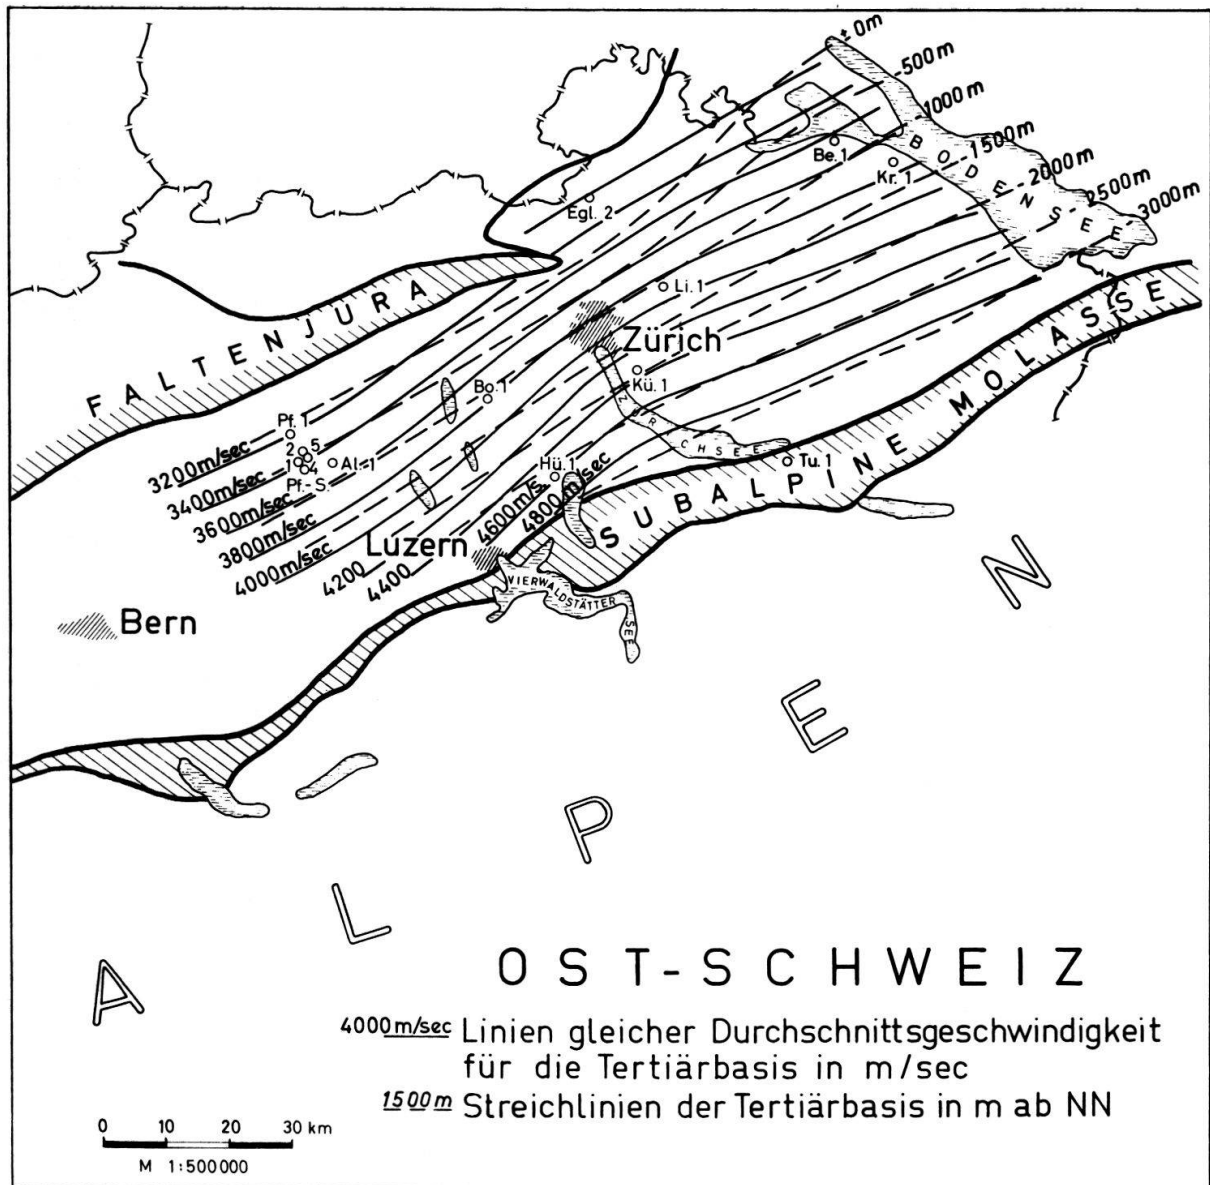 ± 0m
-500m
-1000m
-1500m
-2000m
-2500m
-3000m
BODENSEE
Be.1
Kr. 1
Egl. 2
Li. 1
FALTENJURA
Zürich
Kü. 1
ZÜRICHSEE
Bo. 1
Pf. 1
2
5
1
4
Al. 1
Pf.-S.
Hü. 1
Tu. 1
SUBALPINE MOLASSE
3200m/sec
3400m/sec
3600m/sec
3800m/sec
4000m/sec
4200
4400
4600m/s.
4800m/sec
Luzern
VIERWALDSTÄTTER SEE
Bern
ALPEN
OST-SCHWEIZ
4000m/sec Linien gleicher Durchschnittsgeschwindigkeit
für die Tertiärbasis in m/sec
1500m Streichlinien der Tertiärbasis in m ab NN
0 10 20 30 km
M 1:500000